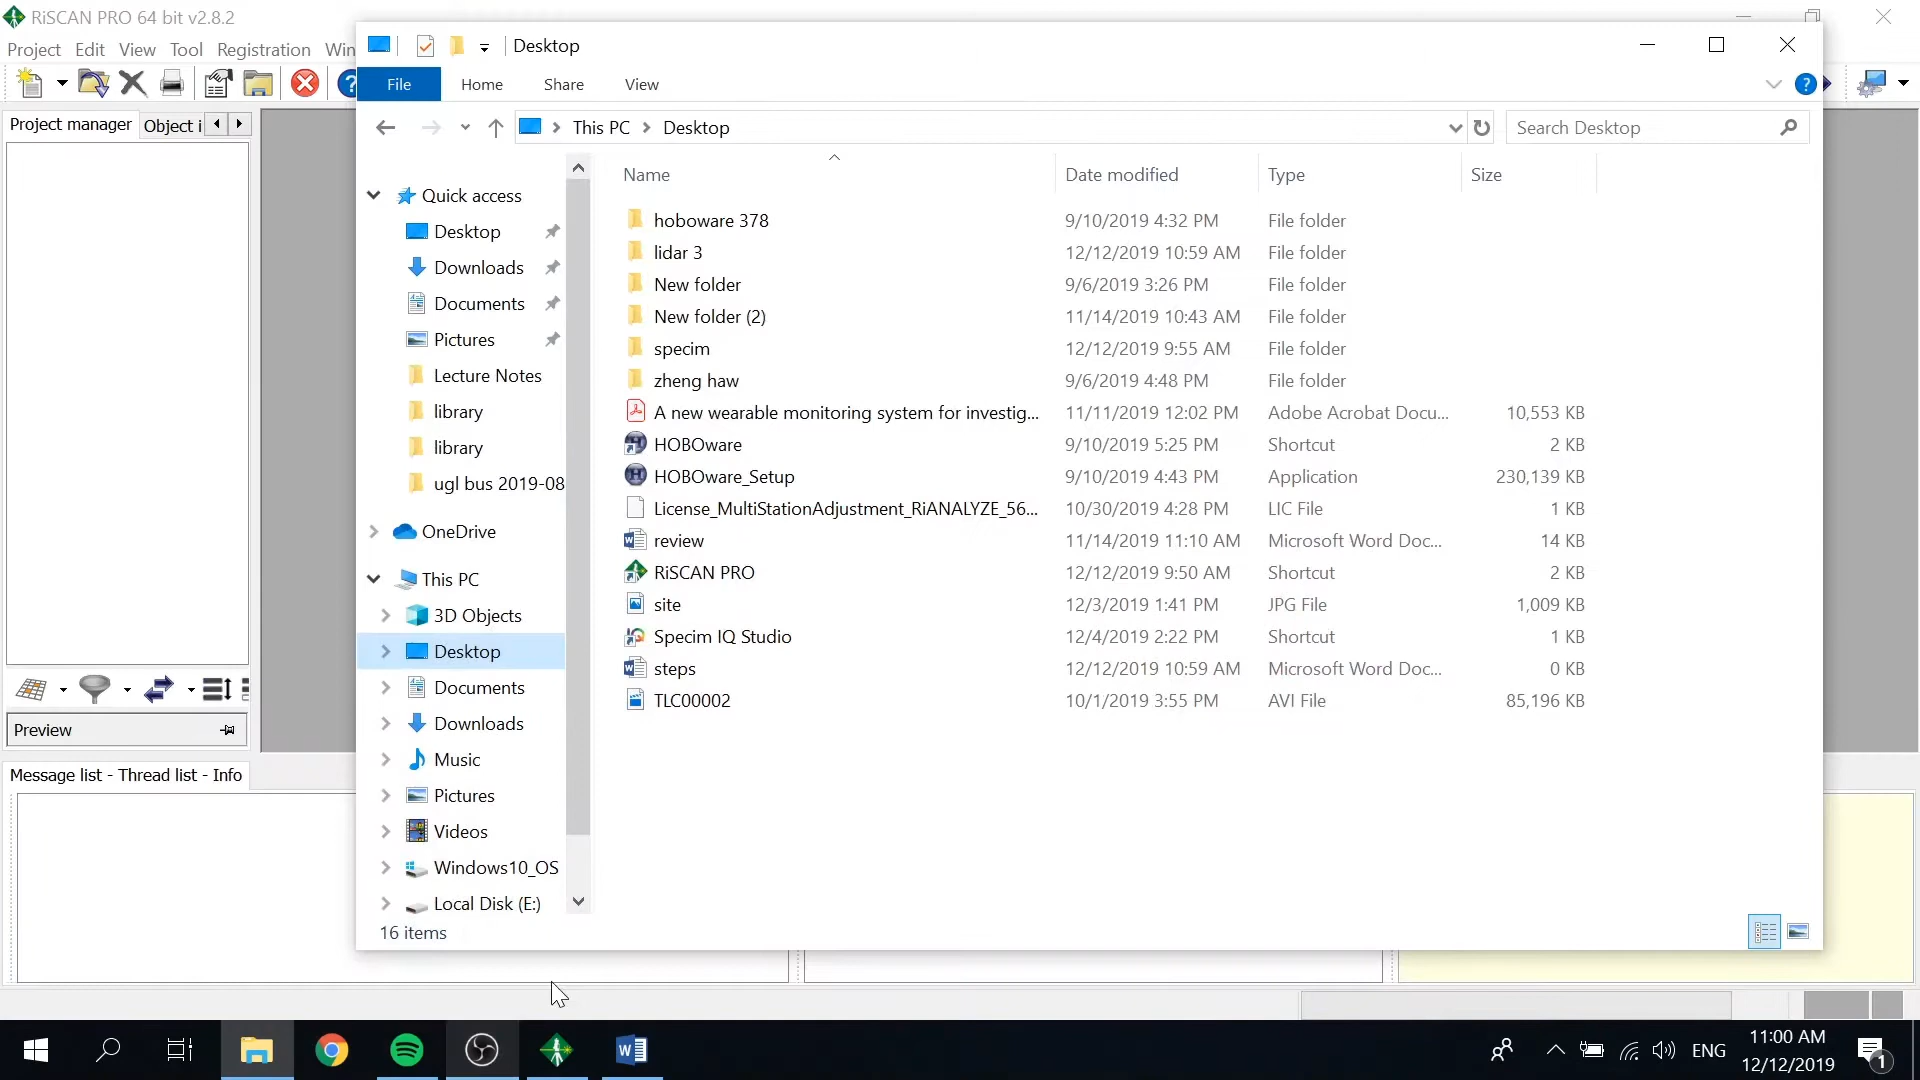 RiSCAN PRO 64 bit v2.8.2
Project Edit View Tool Registration Win
Desktop
File Home Share View
This PC Desktop
Search Desktop
Project manager Object i
Name Date modified Type Size
Quick access
Desktop
Downloads
Documents
Pictures
Lecture Notes
library
library
ugl bus 2019-08
OneDrive
This PC
3D Objects
Desktop
Documents
Downloads
Music
Pictures
Videos
Windows10_OS
Local Disk (E:)
hoboware 378 9/10/2019 4:32 PM File folder
lidar 3 12/12/2019 10:59 AM File folder
New folder 9/6/2019 3:26 PM File folder
New folder (2) 11/14/2019 10:43 AM File folder
specim 12/12/2019 9:55 AM File folder
zheng haw 9/6/2019 4:48 PM File folder
A new wearable monitoring system for investig... 11/11/2019 12:02 PM Adobe Acrobat Docu... 10,553 KB
HOBOware 9/10/2019 5:25 PM Shortcut 2 KB
HOBOware_Setup 9/10/2019 4:43 PM Application 230,139 KB
License_MultiStationAdjustment_RiANALYZE_56... 10/30/2019 4:28 PM LIC File 1 KB
review 11/14/2019 11:10 AM Microsoft Word Doc... 14 KB
RiSCAN PRO 12/12/2019 9:50 AM Shortcut 2 KB
site 12/3/2019 1:41 PM JPG File 1,009 KB
Specim IQ Studio 12/4/2019 2:22 PM Shortcut 1 KB
steps 12/12/2019 10:59 AM Microsoft Word Doc... 0 KB
TLC00002 10/1/2019 3:55 PM AVI File 85,196 KB
16 items
Preview
Message list - Thread list - Info
ENG
11:00 AM
12/12/2019
1